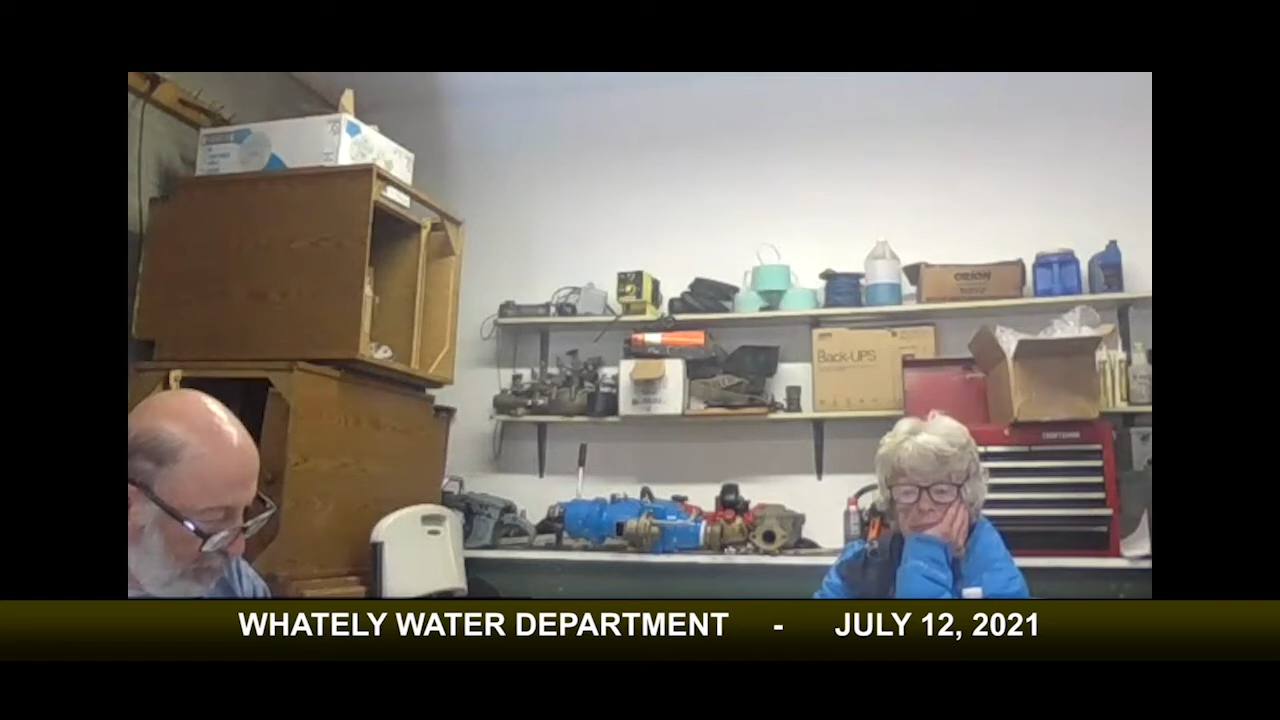 ORION
Back-UPS
CRAFTSMAN
WHATELY WATER DEPARTMENT - JULY 12, 2021